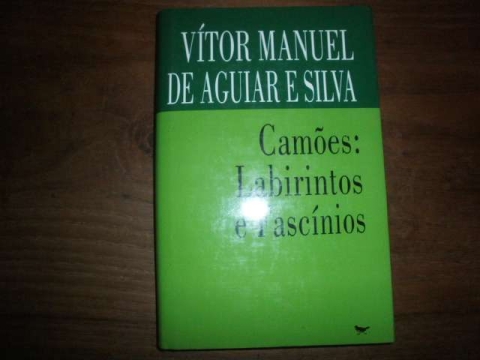 VÍTOR MANUEL
DE AGUIAR E SILVA
Camões:
Labirintos
e Fascínios